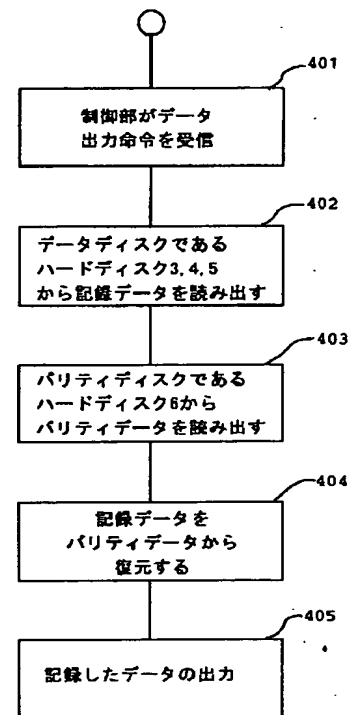 401
制御部がデータ
出力命令を受信
402
データディスクである
ハードディスク3,4,5
から記録データを読み出す
403
パリティディスクである
ハードディスク6から
パリティデータを読み出す
404
記録データを
パリティデータから
復元する
405
記録したデータの出力